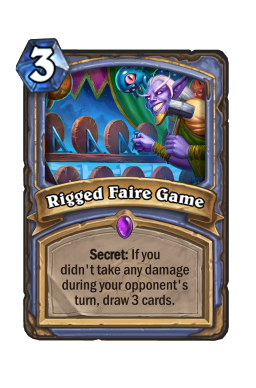 3
Rigged Faire Game
Secret: If you
didn't take any damage
during your opponent's
turn, draw 3 cards.